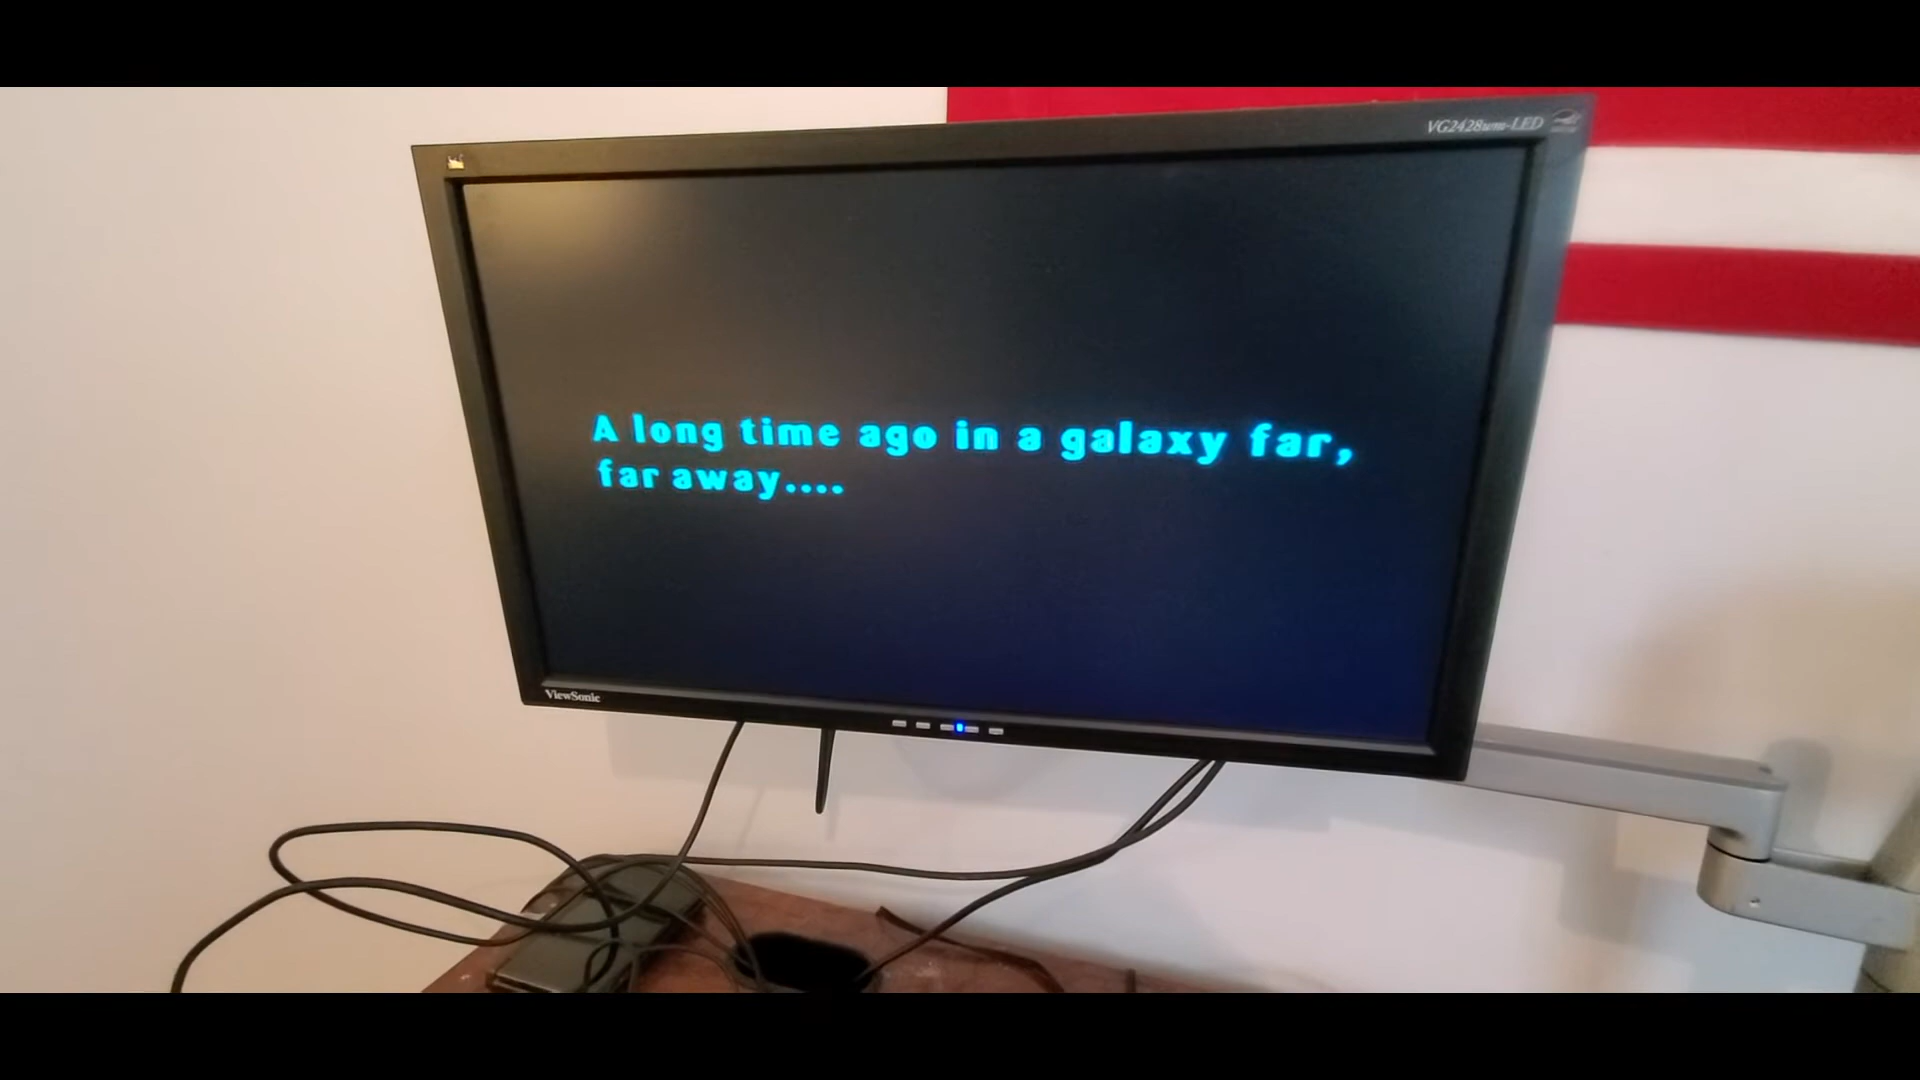 VG2428wm-LED
A long time ago in a galaxy far,
far away....
ViewSonic